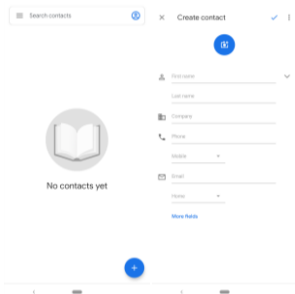 Search contacts
No contacts yet
Create contact
First name
Last name
Company
Phone
Mobile
Email
Home
More fields